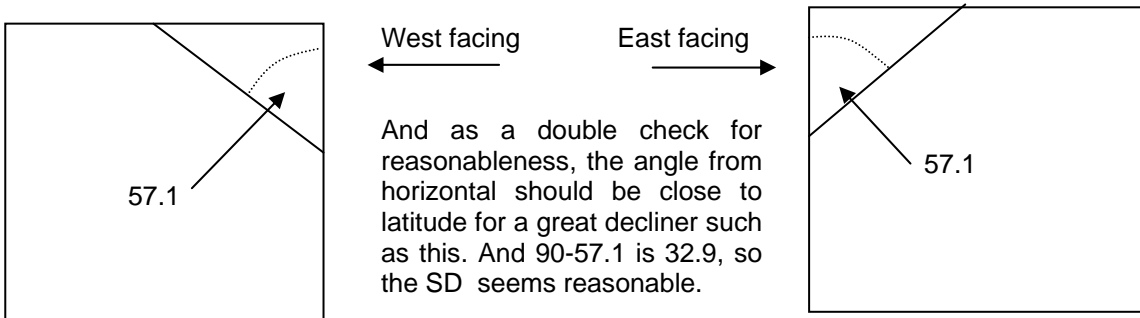 West facing
East facing
And as a double check for
reasonableness, the angle from
horizontal should be close to
latitude for a great decliner such
as this. And 90-57.1 is 32.9, so
the SD seems reasonable.
57.1
57.1